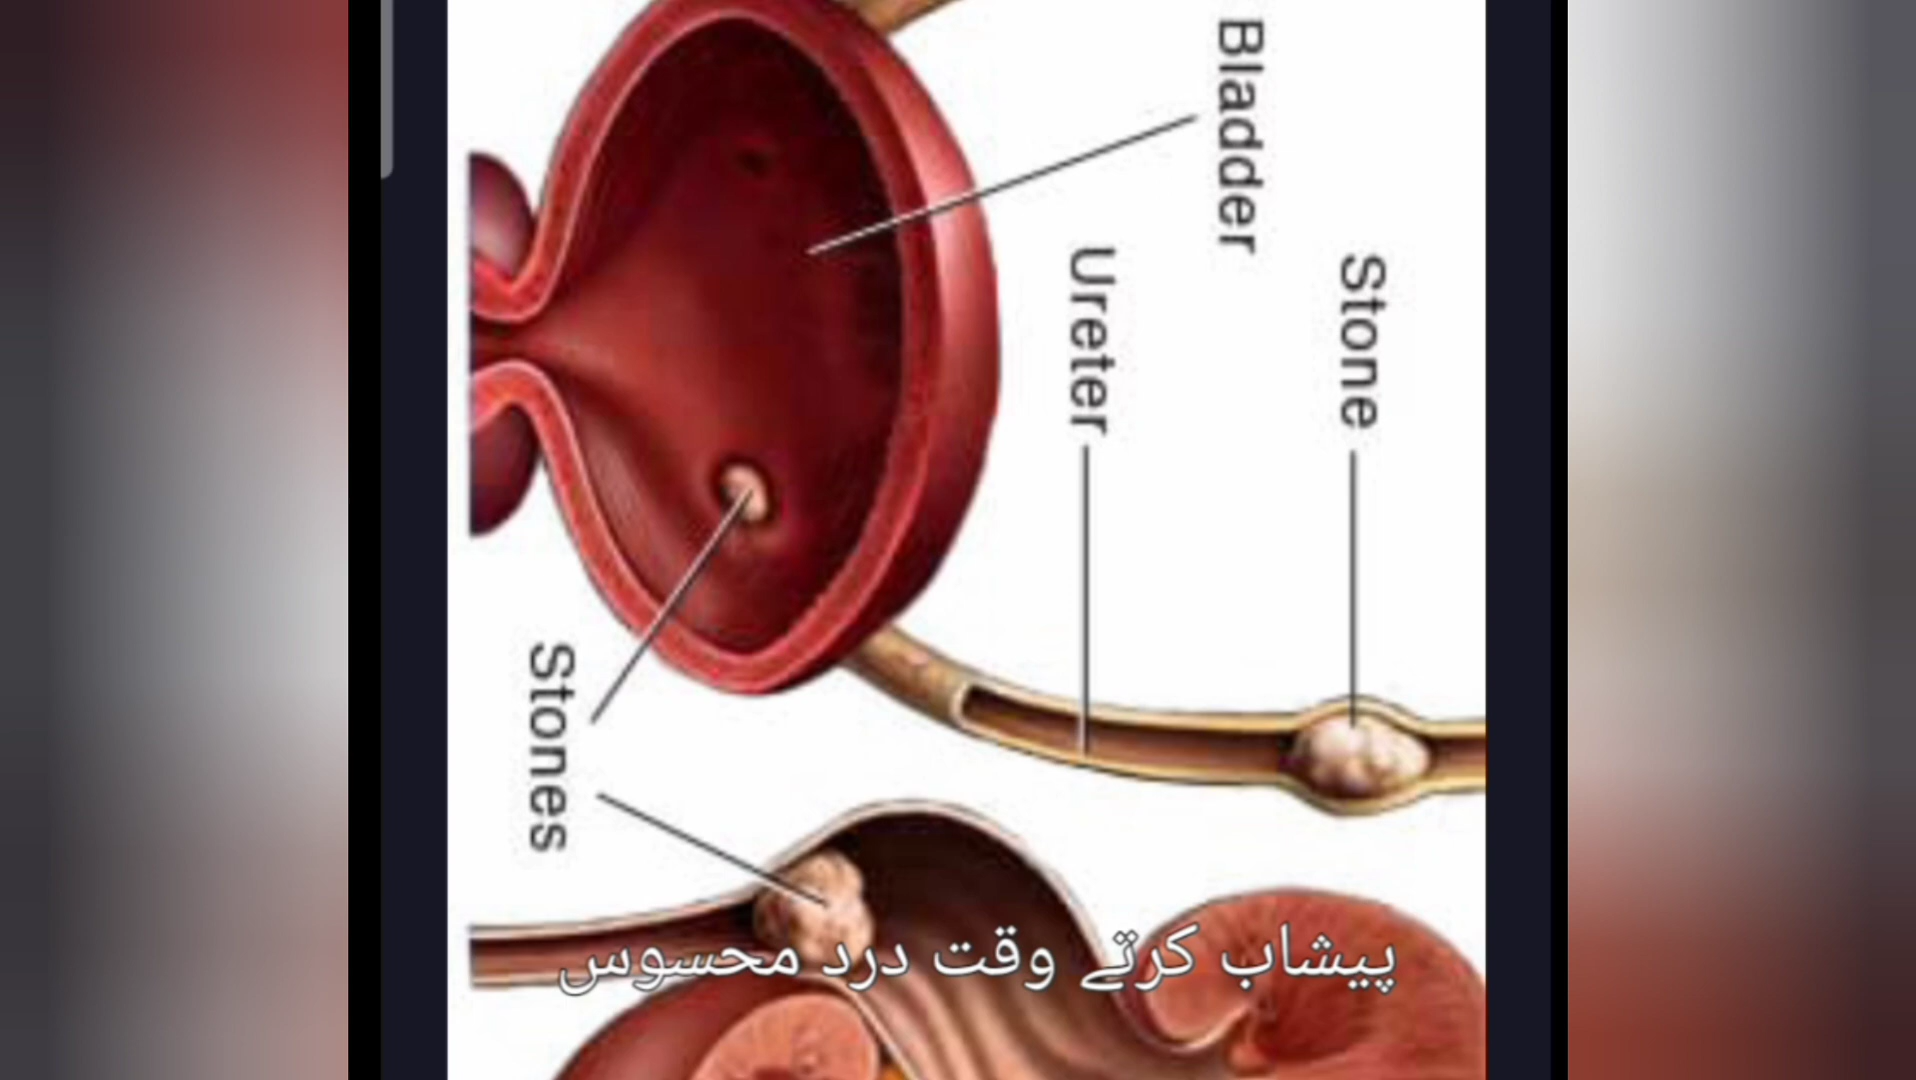 Bladder
Stone
Ureter
Stones
پیشاب کرتے وقت درد محسوس